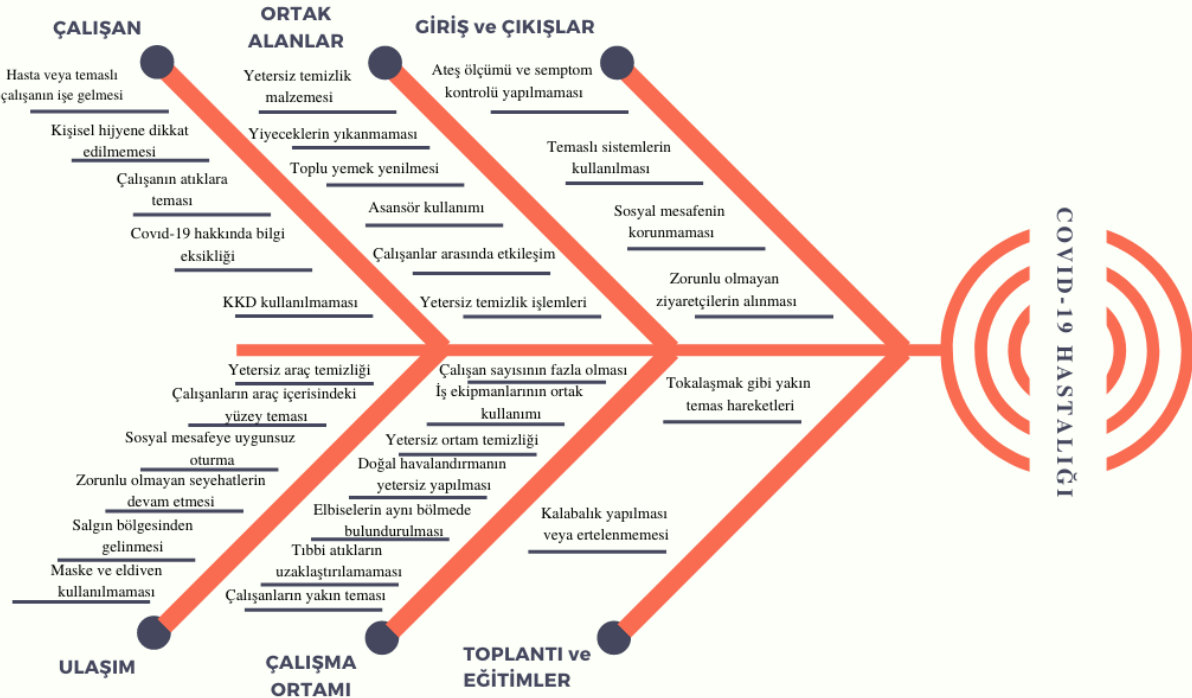 ÇALIŞAN
Hasta veya temaslı
çalışanın işe gelmesi
Kişisel hijyene dikkat
edilmemesi
Çalışanın atıklara
teması
Covıd-19 hakkında bilgi
eksikliği
KKD kullanılmaması
ORTAK
ALANLAR
Yetersiz temizlik
malzemesi
Yiyeceklerin yıkanmaması
Toplu yemek yenilmesi
Asansör kullanımı
Çalışanlar arasında etkileşim
Yetersiz temizlik işlemleri
GİRİŞ ve ÇIKIŞLAR
Ateş ölçümü ve semptom
kontrolü yapılmaması
Temaslı sistemlerin
kullanılması
Sosyal mesafenin
korunmaması
Zorunlu olmayan
ziyaretçilerin alınması
COVID-19 HASTALIĞI
Yetersiz araç temizliği
Çalışanların araç içerisindeki
yüzey teması
Sosyal mesafeye uygunsuz
oturma
Zorunlu olmayan seyehatlerin
devam etmesi
Salgın bölgesinden
gelinmesi
Maske ve eldiven
kullanılmaması
ULAŞIM
Çalışan sayısının fazla olması
İş ekipmanlarının ortak
kullanımı
Yetersiz ortam temizliği
Doğal havalandırmanın
yetersiz yapılması
Elbiselerin aynı bölmede
bulundurulması
Tıbbi atıkların
uzaklaştırılamaması
Çalışanların yakın teması
ÇALIŞMA
ORTAMI
Tokalaşmak gibi yakın
temas hareketleri
Kalabalık yapılması
veya ertelenmemesi
TOPLANTI ve
EĞİTİMLER